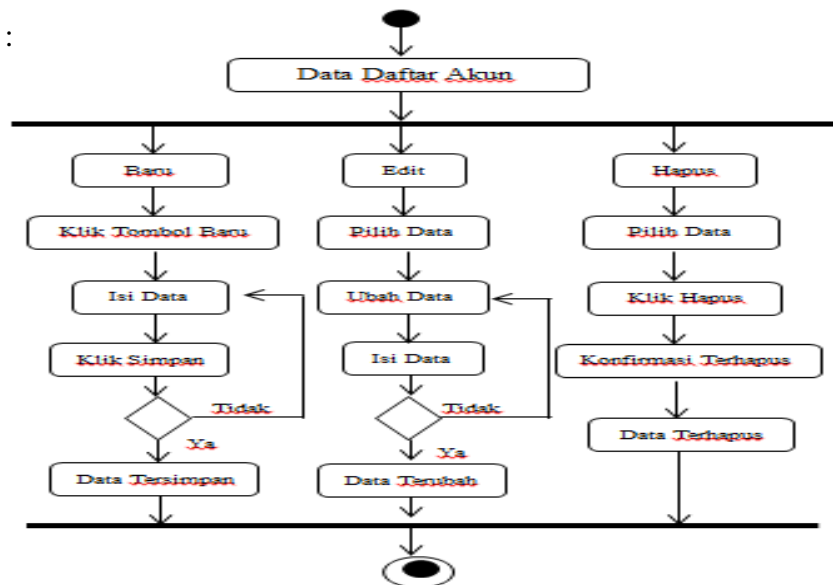 :
Data Daftar Akun
Baru
Edit
Hapus
Klik Tombol Baru
Pilih Data
Pilih Data
Isi Data
Ubah Data
Klik Hapus
Klik Simpan
Isi Data
Konfirmasi Terhapus
Tidak
Tidak
Ya
Ya
Data Terhapus
Data Tersimpan
Data Terubah